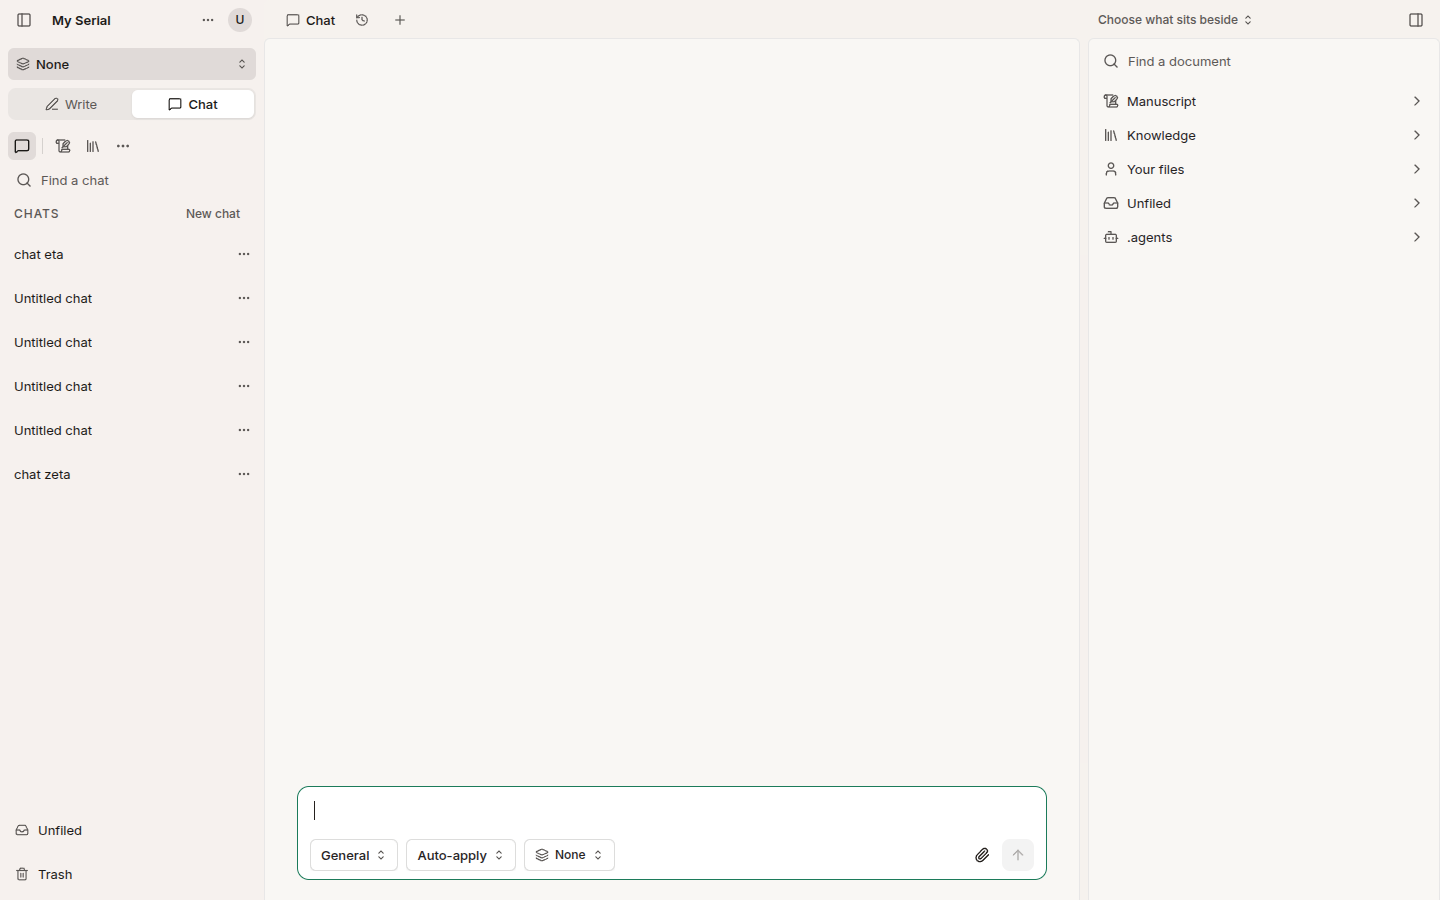 My Serial
U
None
Write
Chat
Find a chat
CHATS
New chat
chat eta
Untitled chat
Untitled chat
Untitled chat
Untitled chat
chat zeta
Unfiled
Trash
Chat
General
Auto-apply
None
Choose what sits beside
Find a document
Manuscript
Knowledge
Your files
Unfiled
.agents